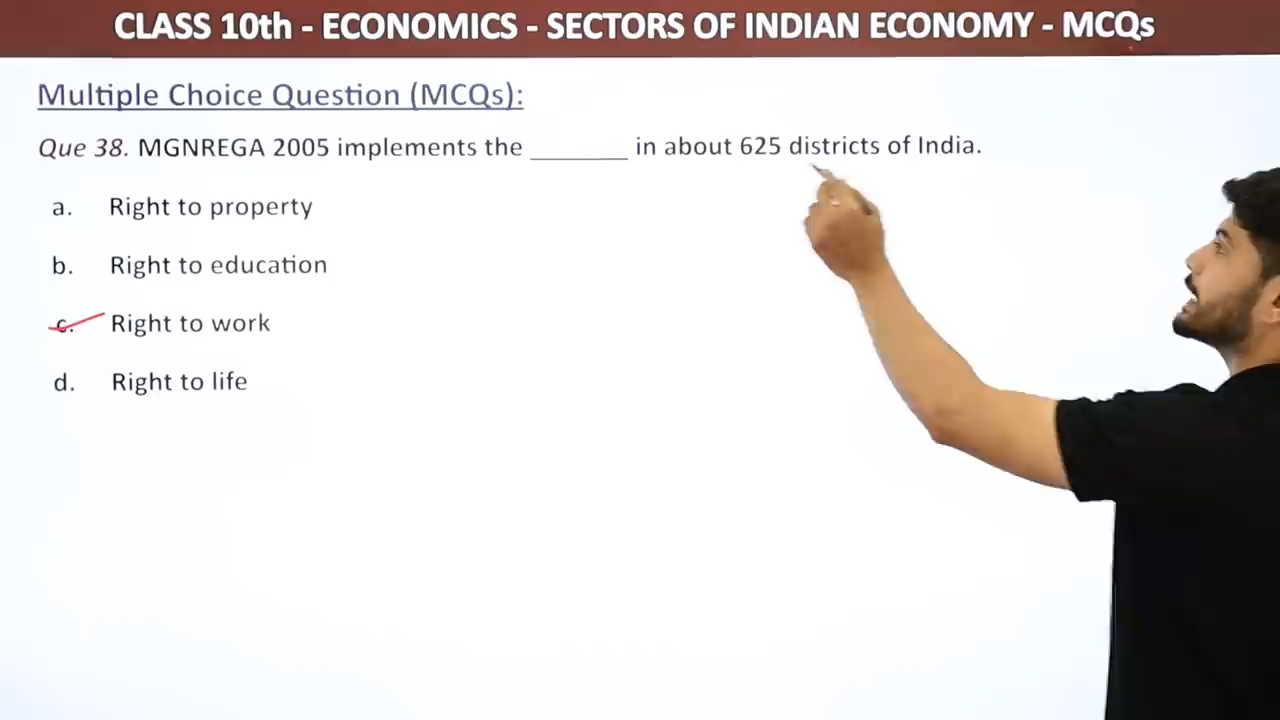 CLASS 10th - ECONOMICS - SECTORS OF INDIAN ECONOMY - MCQs
Multiple Choice Question (MCQs):
Que 38. MGNREGA 2005 implements the _______ in about 625 districts of India.
a. Right to property
b. Right to education
c. Right to work
d. Right to life